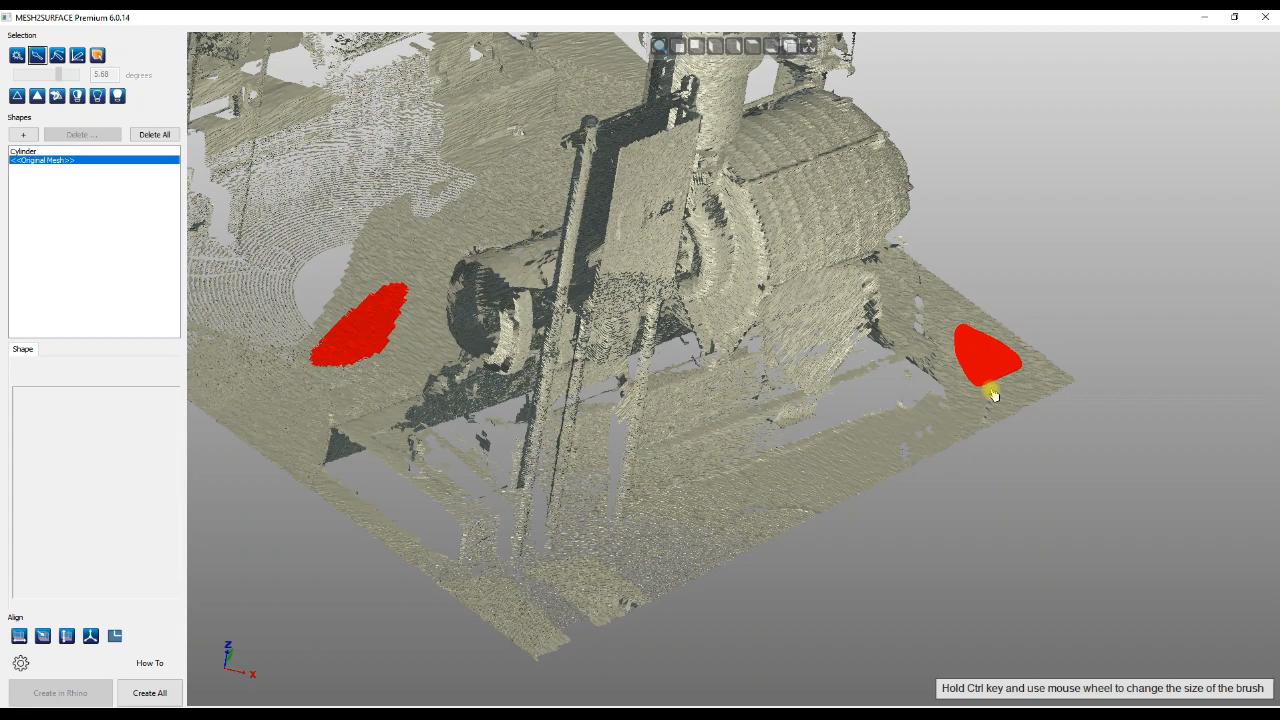 MESH2SURFACE Premium 6.0.14
Selection
5.68 degrees
Shapes
+ Delete ... Delete All
Cylinder
<<Original Mesh>>
Shape
Z
X
Align
How To
Create in Rhino Create All
Hold Ctrl key and use mouse wheel to change the size of the brush